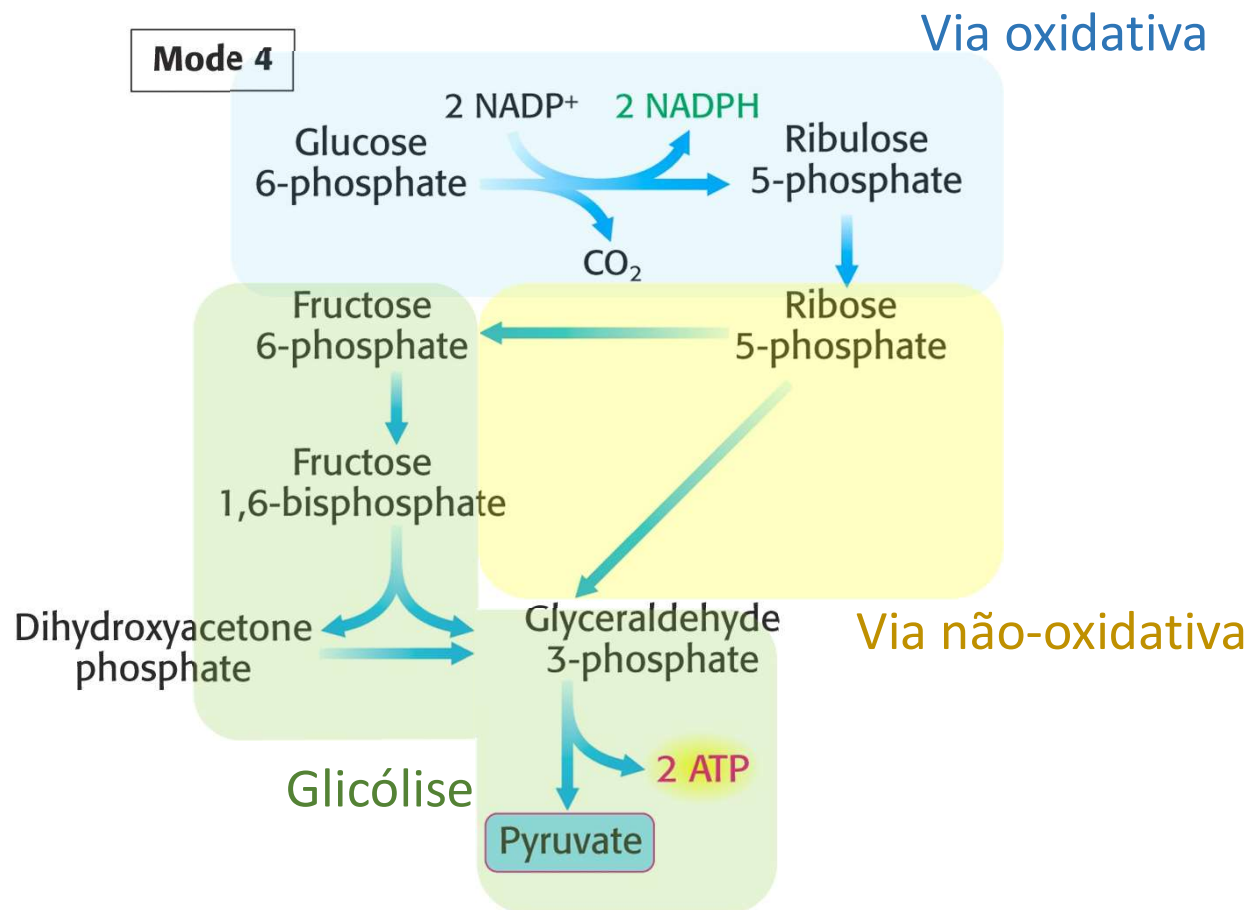 Via oxidativa
Mode 4
2 NADP⁺ 2 NADPH
Glucose
6-phosphate
Ribulose
5-phosphate
CO₂
Fructose
6-phosphate
Ribose
5-phosphate
Fructose
1,6-bisphosphate
Dihydroxyacetone
phosphate
Glyceraldehyde
3-phosphate
Via não-oxidativa
2 ATP
Glicólise
Pyruvate